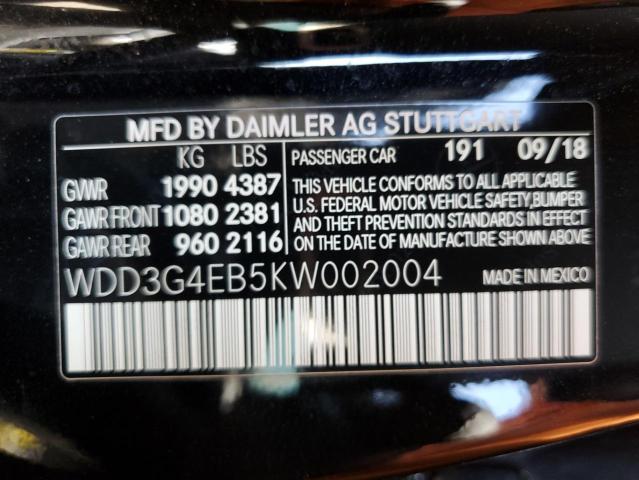 MFD BY DAIMLER AG STUTTGART
KG LBS
GVWR 1990 4387
GAWR FRONT 1080 2381
GAWR REAR 960 2116
PASSENGER CAR 191 09/18
THIS VEHICLE CONFORMS TO ALL APPLICABLE
U.S. FEDERAL MOTOR VEHICLE SAFETY, BUMPER
AND THEFT PREVENTION STANDARDS IN EFFECT
ON THE DATE OF MANUFACTURE SHOWN ABOVE.
WDD3G4EB5KW002004
MADE IN MEXICO